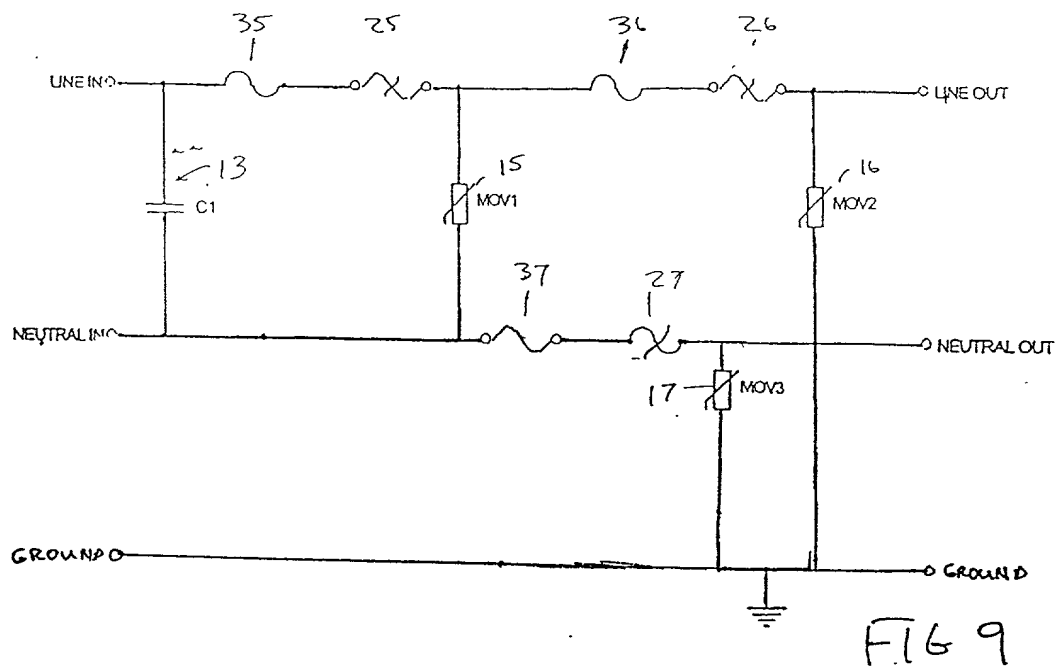 35 25 36 26
LINE IN LINE OUT
13 15 16
C1 MOV1 MOV2
37 27
NEUTRAL IN NEUTRAL OUT
17 MOV3
GROUND GROUND
FIG 9